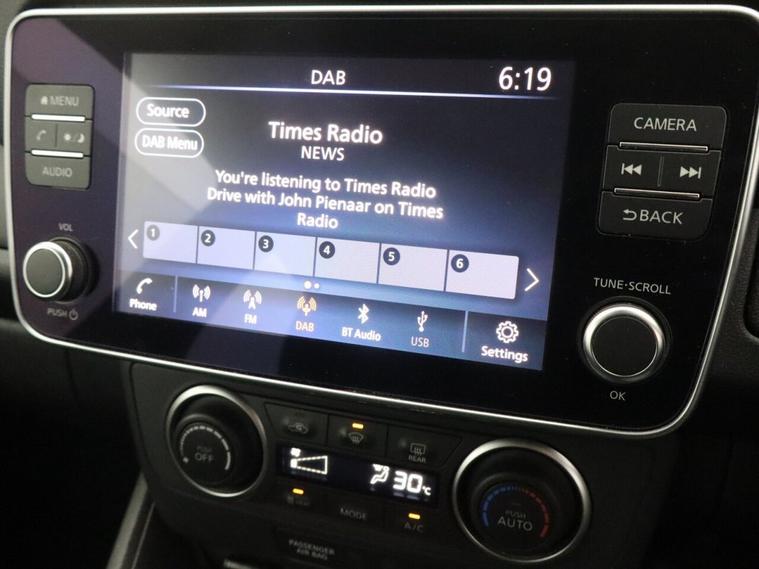 DAB
6:19
MENU
AUDIO
VOL
PUSH
Source
DAB Menu
Times Radio
NEWS
You're listening to Times Radio
Drive with John Pienaar on Times
Radio
1 2 3 4 5 6
Phone
AM
FM
DAB
BT Audio
USB
Settings
CAMERA
BACK
TUNE·SCROLL
OK
PUSH
OFF
REAR
30°C
MODE
A/C
PUSH
AUTO
PASSENGER
AIR BAG